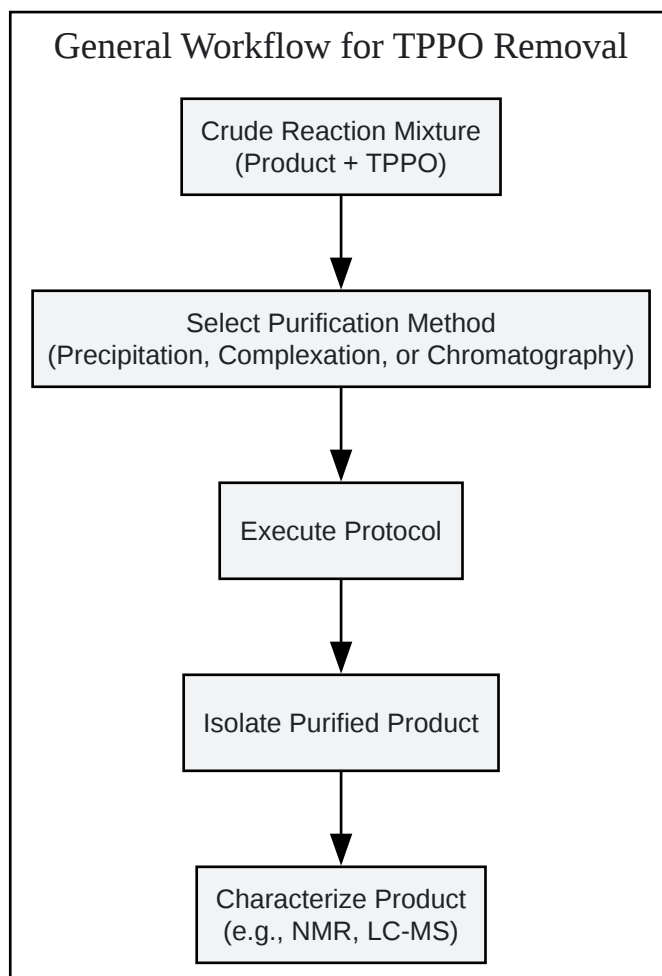 General Workflow for TPPO Removal
Crude Reaction Mixture
(Product + TPPO)
Select Purification Method
(Precipitation, Complexation, or Chromatography)
Execute Protocol
Isolate Purified Product
Characterize Product
(e.g., NMR, LC-MS)